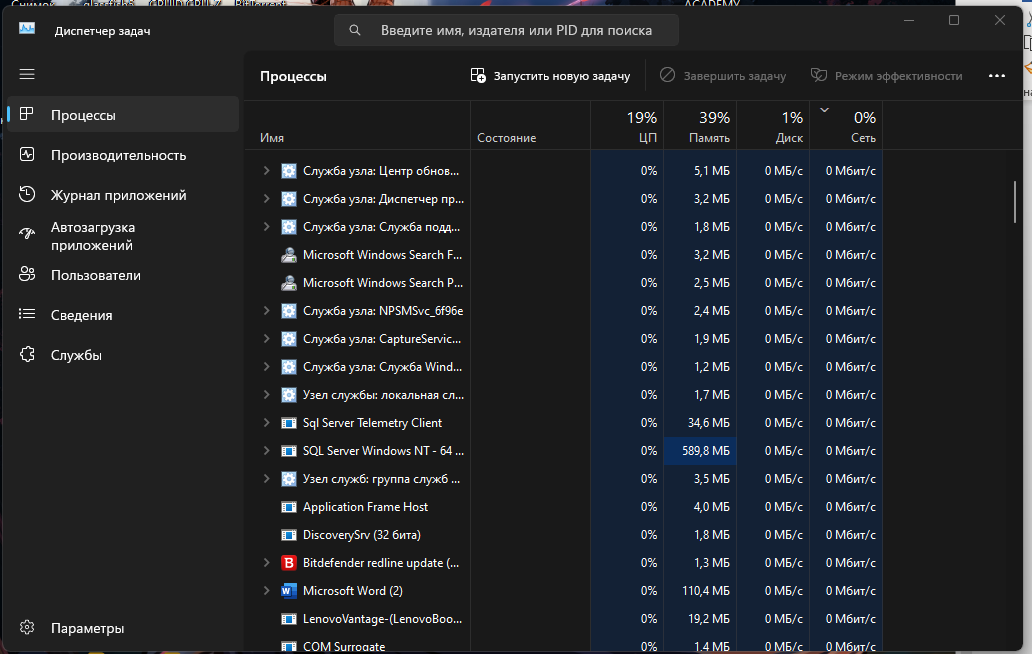 Диспетчер задач
Введите имя, издателя или PID для поиска
Процессы
Запустить новую задачу
Завершить задачу
Режим эффективности
Процессы
Производительность
Журнал приложений
Автозагрузка
приложений
Пользователи
Сведения
Службы
Параметры
19% 39% 1% 0%
Имя Состояние ЦП Память Диск Сеть
Служба узла: Центр обнов... 0% 5,1 МБ 0 МБ/с 0 Мбит/с
Служба узла: Диспетчер пр... 0% 3,2 МБ 0 МБ/с 0 Мбит/с
Служба узла: Служба подд... 0% 1,8 МБ 0 МБ/с 0 Мбит/с
Microsoft Windows Search F... 0% 3,2 МБ 0 МБ/с 0 Мбит/с
Microsoft Windows Search P... 0% 2,5 МБ 0 МБ/с 0 Мбит/с
Служба узла: NPSMSvc_6f96e 0% 2,4 МБ 0 МБ/с 0 Мбит/с
Служба узла: CaptureServic... 0% 1,9 МБ 0 МБ/с 0 Мбит/с
Служба узла: Служба Wind... 0% 1,2 МБ 0 МБ/с 0 Мбит/с
Узел службы: локальная сл... 0% 1,7 МБ 0 МБ/с 0 Мбит/с
Sql Server Telemetry Client 0% 34,6 МБ 0 МБ/с 0 Мбит/с
SQL Server Windows NT - 64 ... 0% 589,8 МБ 0 МБ/с 0 Мбит/с
Узел служб: группа служб ... 0% 3,5 МБ 0 МБ/с 0 Мбит/с
Application Frame Host 0% 4,0 МБ 0 МБ/с 0 Мбит/с
DiscoverySrv (32 бита) 0% 1,8 МБ 0 МБ/с 0 Мбит/с
Bitdefender redline update (... 0% 1,3 МБ 0 МБ/с 0 Мбит/с
Microsoft Word (2) 0% 110,4 МБ 0 МБ/с 0 Мбит/с
LenovoVantage-(LenovoBoo... 0% 19,2 МБ 0 МБ/с 0 Мбит/с
COM Surrogate 0% 1,4 МБ 0 МБ/с 0 Мбит/с